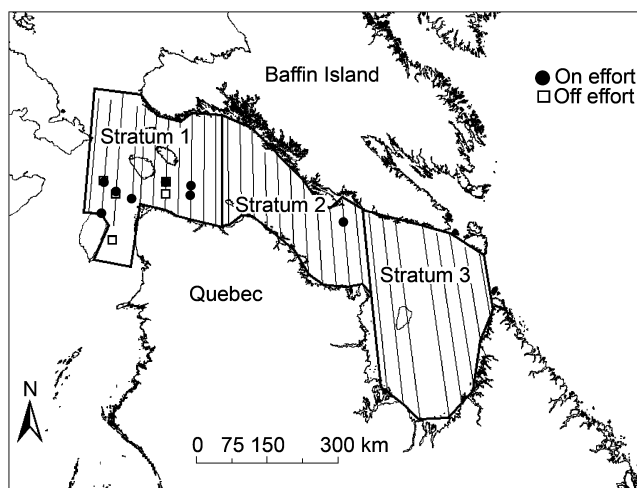 Baffin Island
On effort
Off effort
Stratum 1
Stratum 2
Stratum 3
Quebec
N
0 75 150 300 km